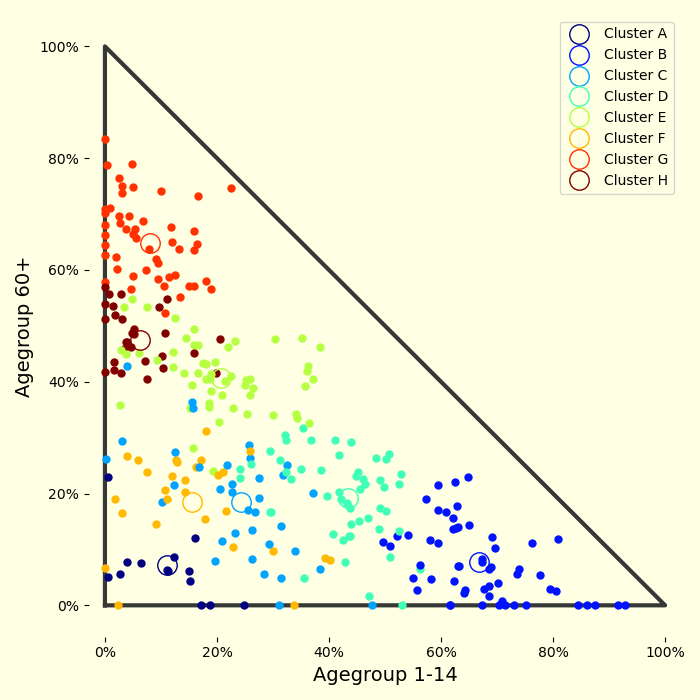 Cluster A
Cluster B
Cluster C
Cluster D
Cluster E
Cluster F
Cluster G
Cluster H
100%
80%
60%
40%
20%
0%
Agegroup 60+
0%
20%
40%
60%
80%
100%
Agegroup 1-14